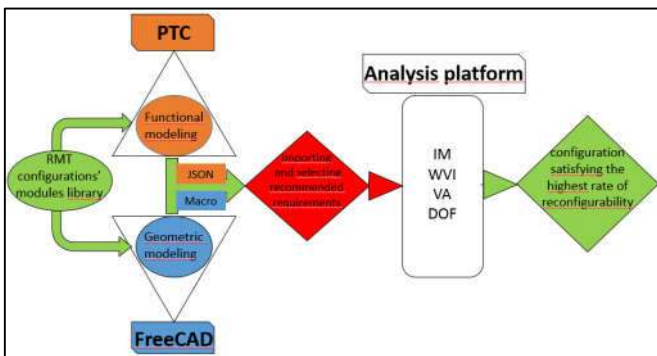 PTC
Functional
modeling
RMT
configurations'
modules library
JSON
Macro
Geometric
modeling
FreeCAD
Importing
and selecting
recommended
requirements
Analysis platform
IM
WVI
VA
DOF
configuration
satisfying the
highest rate of
reconfigurability